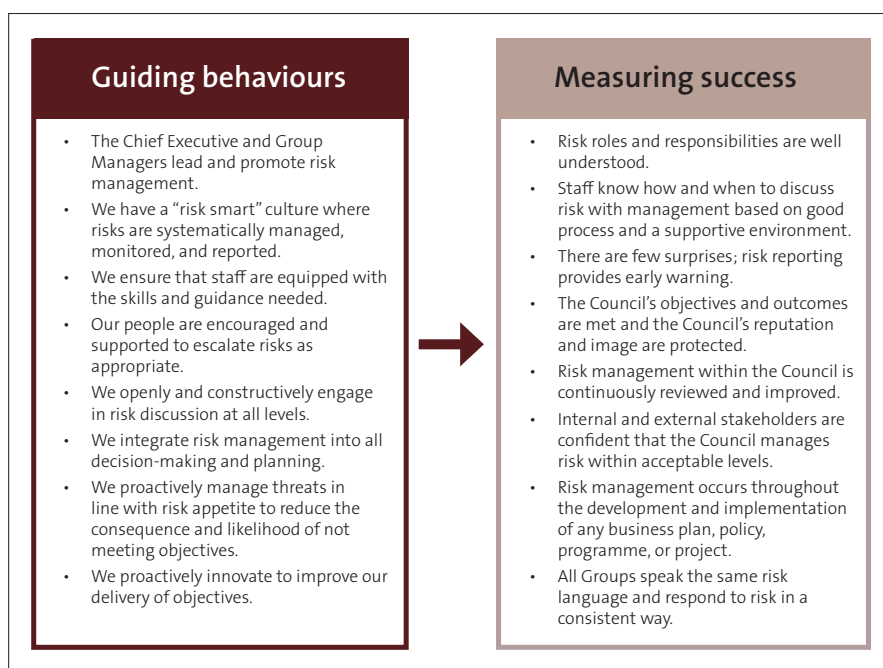 Guiding behaviours
• The Chief Executive and Group
Managers lead and promote risk
management.
• We have a “risk smart” culture where
risks are systematically managed,
monitored, and reported.
• We ensure that staff are equipped with
the skills and guidance needed.
• Our people are encouraged and
supported to escalate risks as
appropriate.
• We openly and constructively engage
in risk discussion at all levels.
• We integrate risk management into all
decision-making and planning.
• We proactively manage threats in
line with risk appetite to reduce the
consequence and likelihood of not
meeting objectives.
• We proactively innovate to improve our
delivery of objectives.
Measuring success
• Risk roles and responsibilities are well
understood.
• Staff know how and when to discuss
risk with management based on good
process and a supportive environment.
• There are few surprises; risk reporting
provides early warning.
• The Council’s objectives and outcomes
are met and the Council’s reputation
and image are protected.
• Risk management within the Council is
continuously reviewed and improved.
• Internal and external stakeholders are
confident that the Council manages
risk within acceptable levels.
• Risk management occurs throughout
the development and implementation
of any business plan, policy,
programme, or project.
• All Groups speak the same risk
language and respond to risk in a
consistent way.